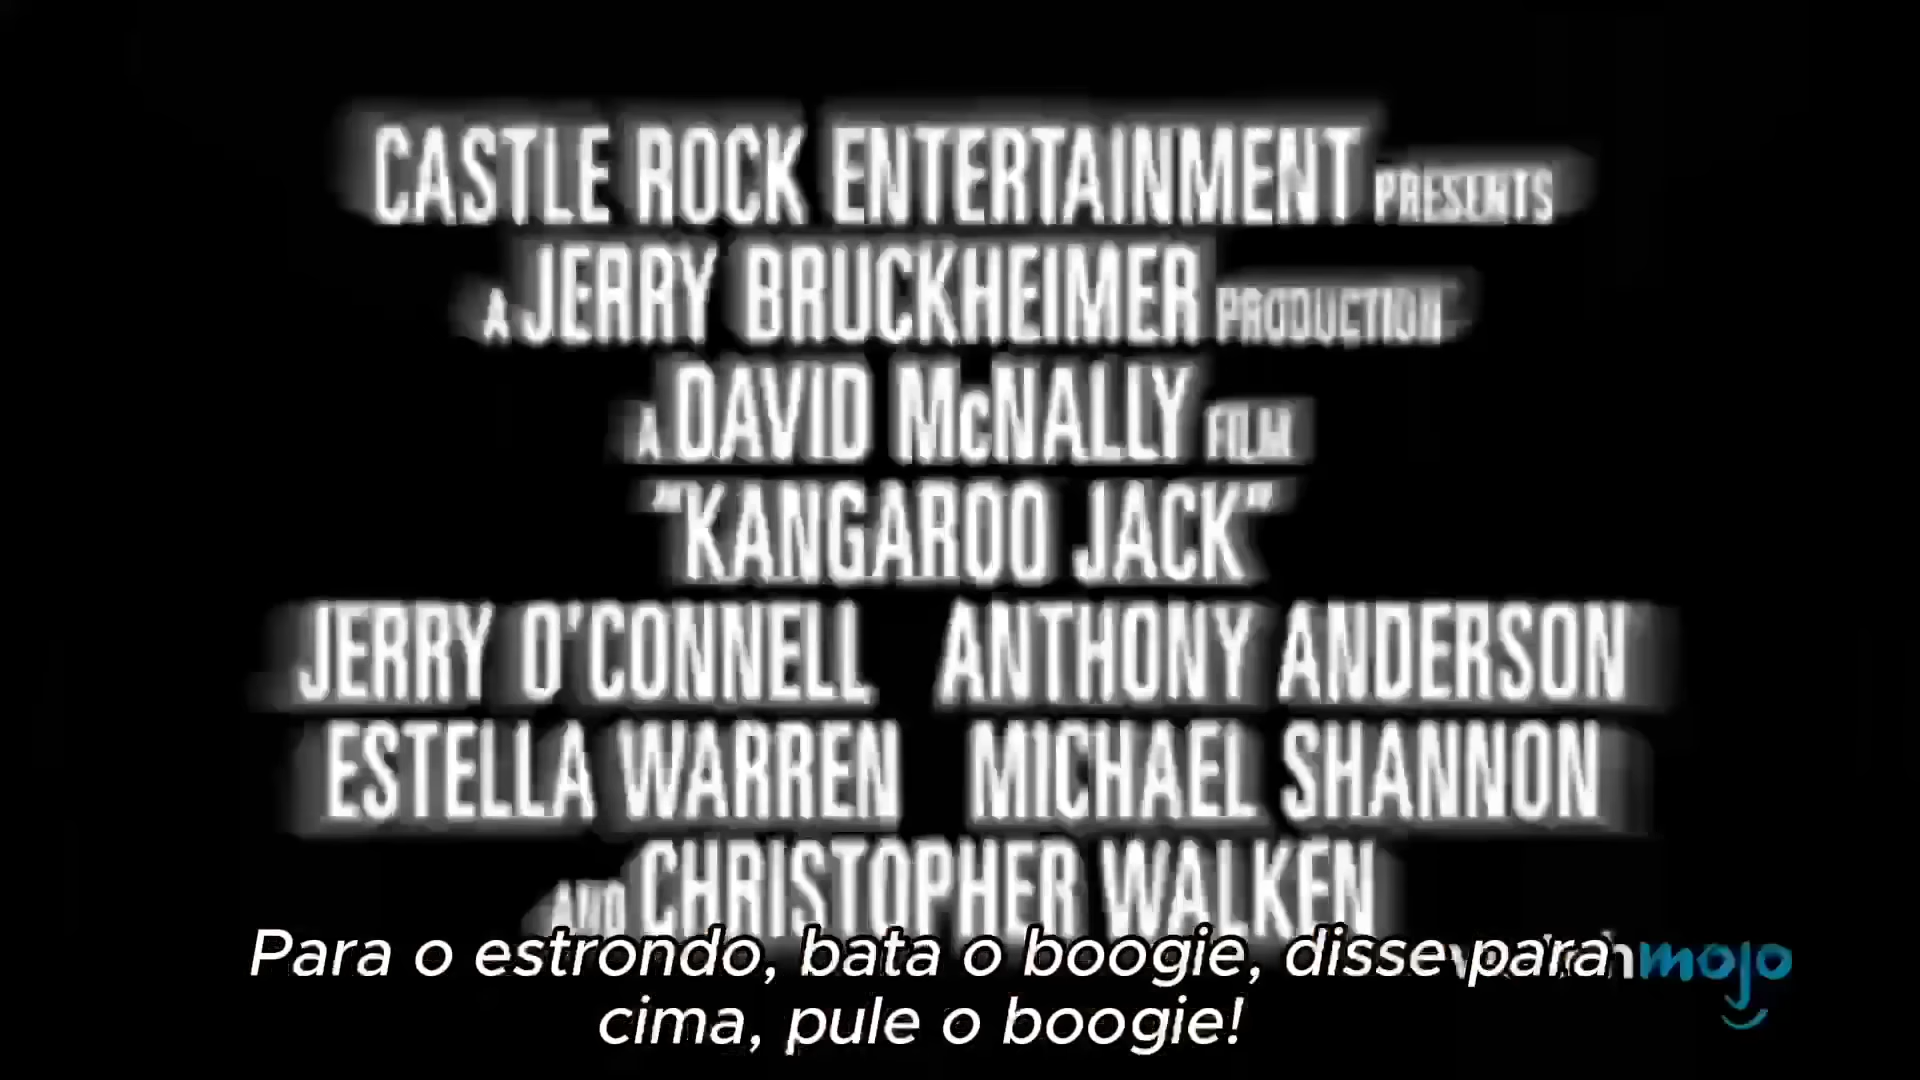 CASTLE ROCK ENTERTAINMENT PRESENTS
A JERRY BRUCKHEIMER PRODUCTION
A DAVID McNALLY FILM
"KANGAROO JACK"
JERRY O'CONNELL ANTHONY ANDERSON
ESTELLA WARREN MICHAEL SHANNON
AND CHRISTOPHER WALKEN
Para o estrondo, bata o boogie, disse para
cima, pule o boogie!
mojo